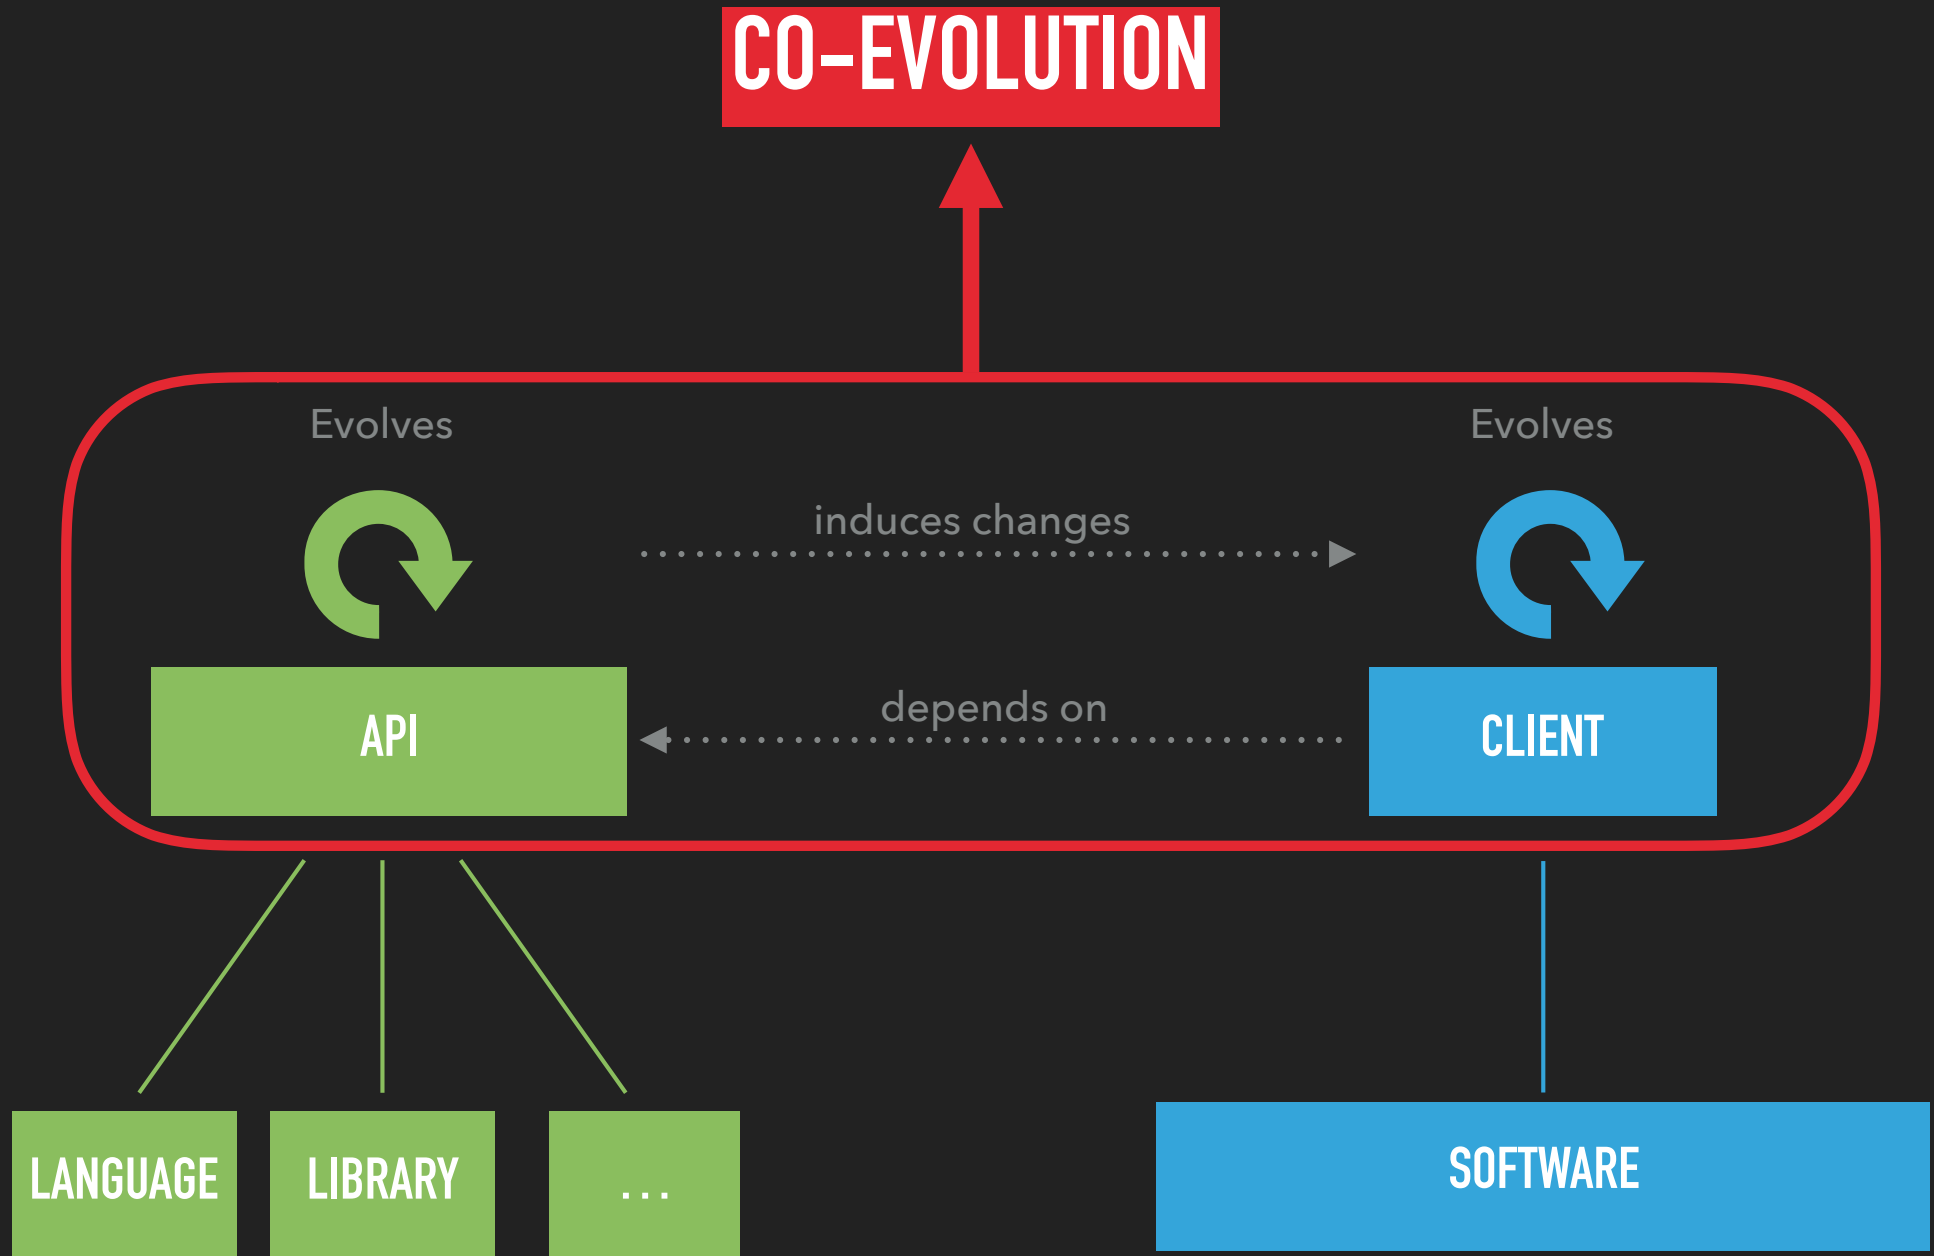 CO-EVOLUTION
Evolves
Evolves
induces changes
depends on
API
CLIENT
LANGUAGE
LIBRARY
...
SOFTWARE